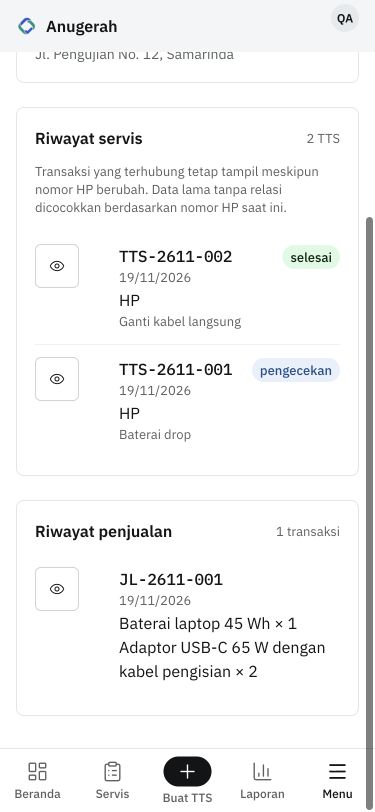 Anugerah
QA
Jl. Pengujian No. 12, Samarinda
Riwayat servis
2 TTS
Transaksi yang terhubung tetap tampil meskipun
nomor HP berubah. Data lama tanpa relasi
dicocokkan berdasarkan nomor HP saat ini.
TTS-2611-002
selesai
19/11/2026
HP
Ganti kabel langsung
TTS-2611-001
pengecekan
19/11/2026
HP
Baterai drop
Riwayat penjualan
1 transaksi
JL-2611-001
19/11/2026
Baterai laptop 45 Wh × 1
Adaptor USB-C 65 W dengan
kabel pengisian × 2
Beranda
Servis
Buat TTS
Laporan
Menu